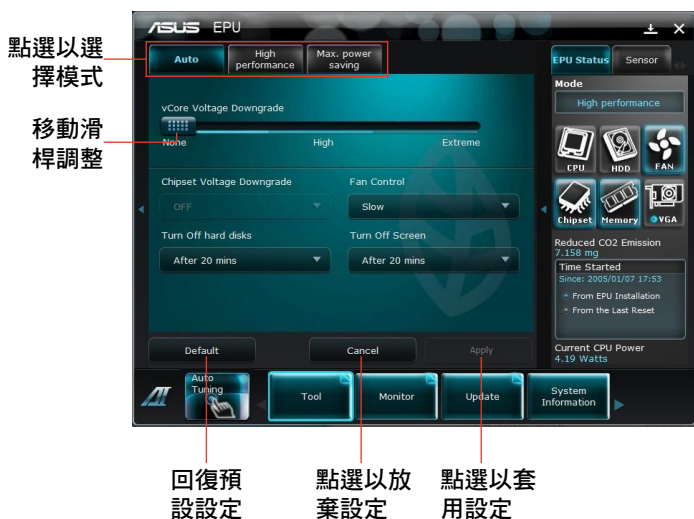 ASUS EPU
點選以選
擇模式
Auto
High
performance
Max. power
saving
EPU Status
Sensor
移動滑
桿調整
vCore Voltage Downgrade
None
High
Extreme
Chipset Voltage Downgrade
Fan Control
OFF
Slow
Turn Off hard disks
Turn Off Screen
After 20 mins
After 20 mins
Mode
High performance
CPU
HDD
FAN
Chipset
Memory
VGA
Reduced CO2 Emission
7.158 mg
Time Started
Since: 2005/01/07 17:53
From EPU Installation
From the Last Reset
Current CPU Power
4.19 Watts
Default
Cancel
Apply
Auto
Tuning
Tool
Monitor
Update
System
Information
回復預
設設定
點選以放
棄設定
點選以套
用設定